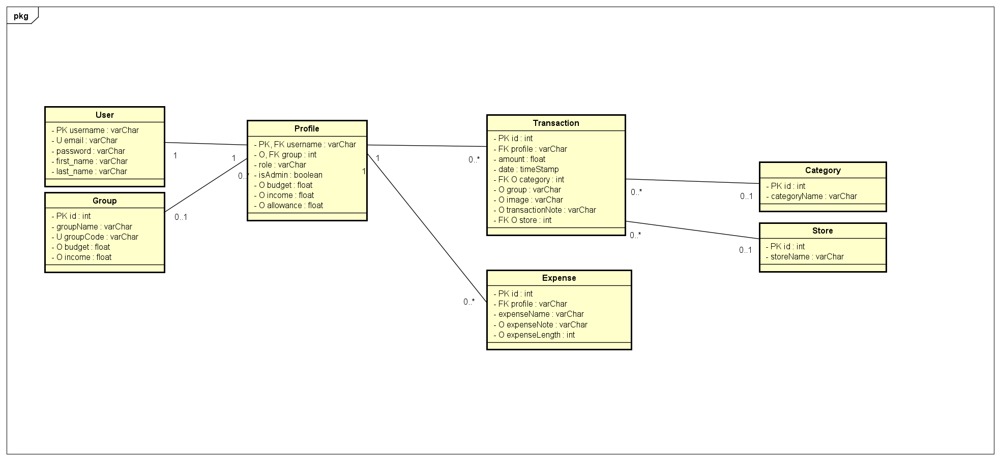 pkg
User
- PK username : varChar
- U email : varChar
- password : varChar
- first_name : varChar
- last_name : varChar
Group
- PK id : int
- groupName : varChar
- U groupCode : varChar
- O budget : float
- O income : float
1
1
0..*
0..1
Profile
- PK, FK username : varChar
- O, FK group : int
- role : varChar
- isAdmin : boolean
- O budget : float
- O income : float
- O allowance : float
1
1
0..*
0..*
Transaction
- PK id : int
- FK profile : varChar
- amount : float
- date : timeStamp
- FK O category : int
- O group : varChar
- O image : varChar
- O transactionNote : varChar
- FK O store : int
Expense
- PK id : int
- FK profile : varChar
- expenseName : varChar
- O expenseNote : varChar
- O expenseLength : int
0..*
0..1
0..*
0..1
Category
- PK id : int
- categoryName : varChar
Store
- PK id : int
- storeName : varChar